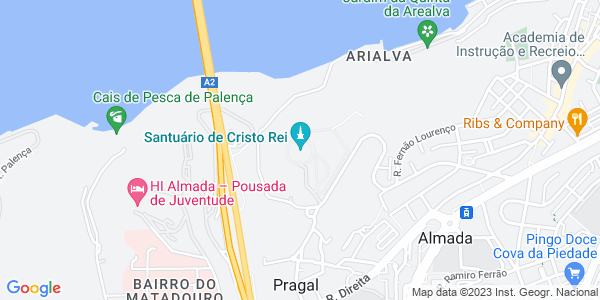 Jardim da Quinta
da Arealva
ARIALVA
Academia de
Instrução e Recreio...
A2
Cais de Pesca de Palença
Ribs & Company
Santuário de Cristo Rei
R. Fernão Lourenço
Palença
HI Almada – Pousada
de Juventude
Almada
Pingo Doce
Cova da Piedade
BAIRRO DO
MATADOURO
Pragal
R. Direita
Ramiro Ferrão
Google
Map data ©2023 Inst. Geogr. Nacional